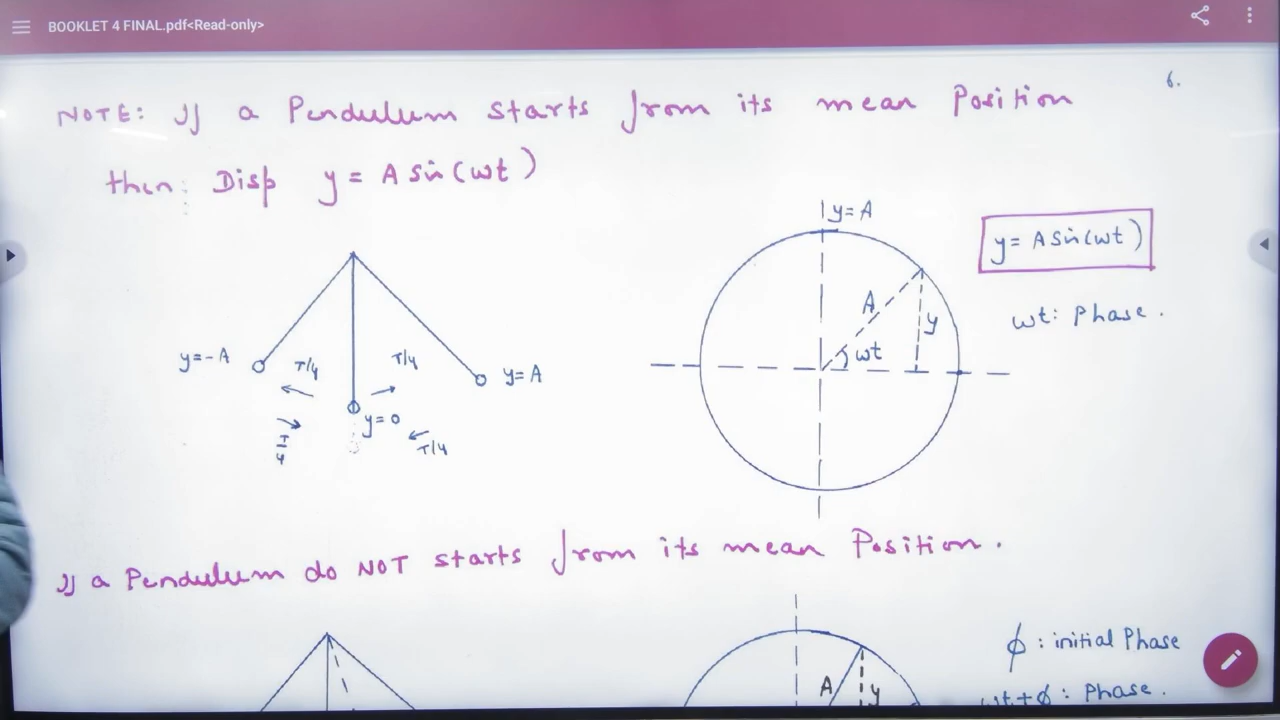 BOOKLET 4 FINAL.pdf<Read-only>
6.
NOTE: If a Pendulum starts from its mean Position
then: Disp y = A sin(ωt)
y=-A
T/4
T/4
y=A
y=0
T/4
T/4
y=A
A
y
ωt
y= A sin(ωt)
ωt: Phase.
If a Pendulum do NOT starts from its mean Position.
A
y
ϕ : initial Phase
ωt+ϕ : Phase.